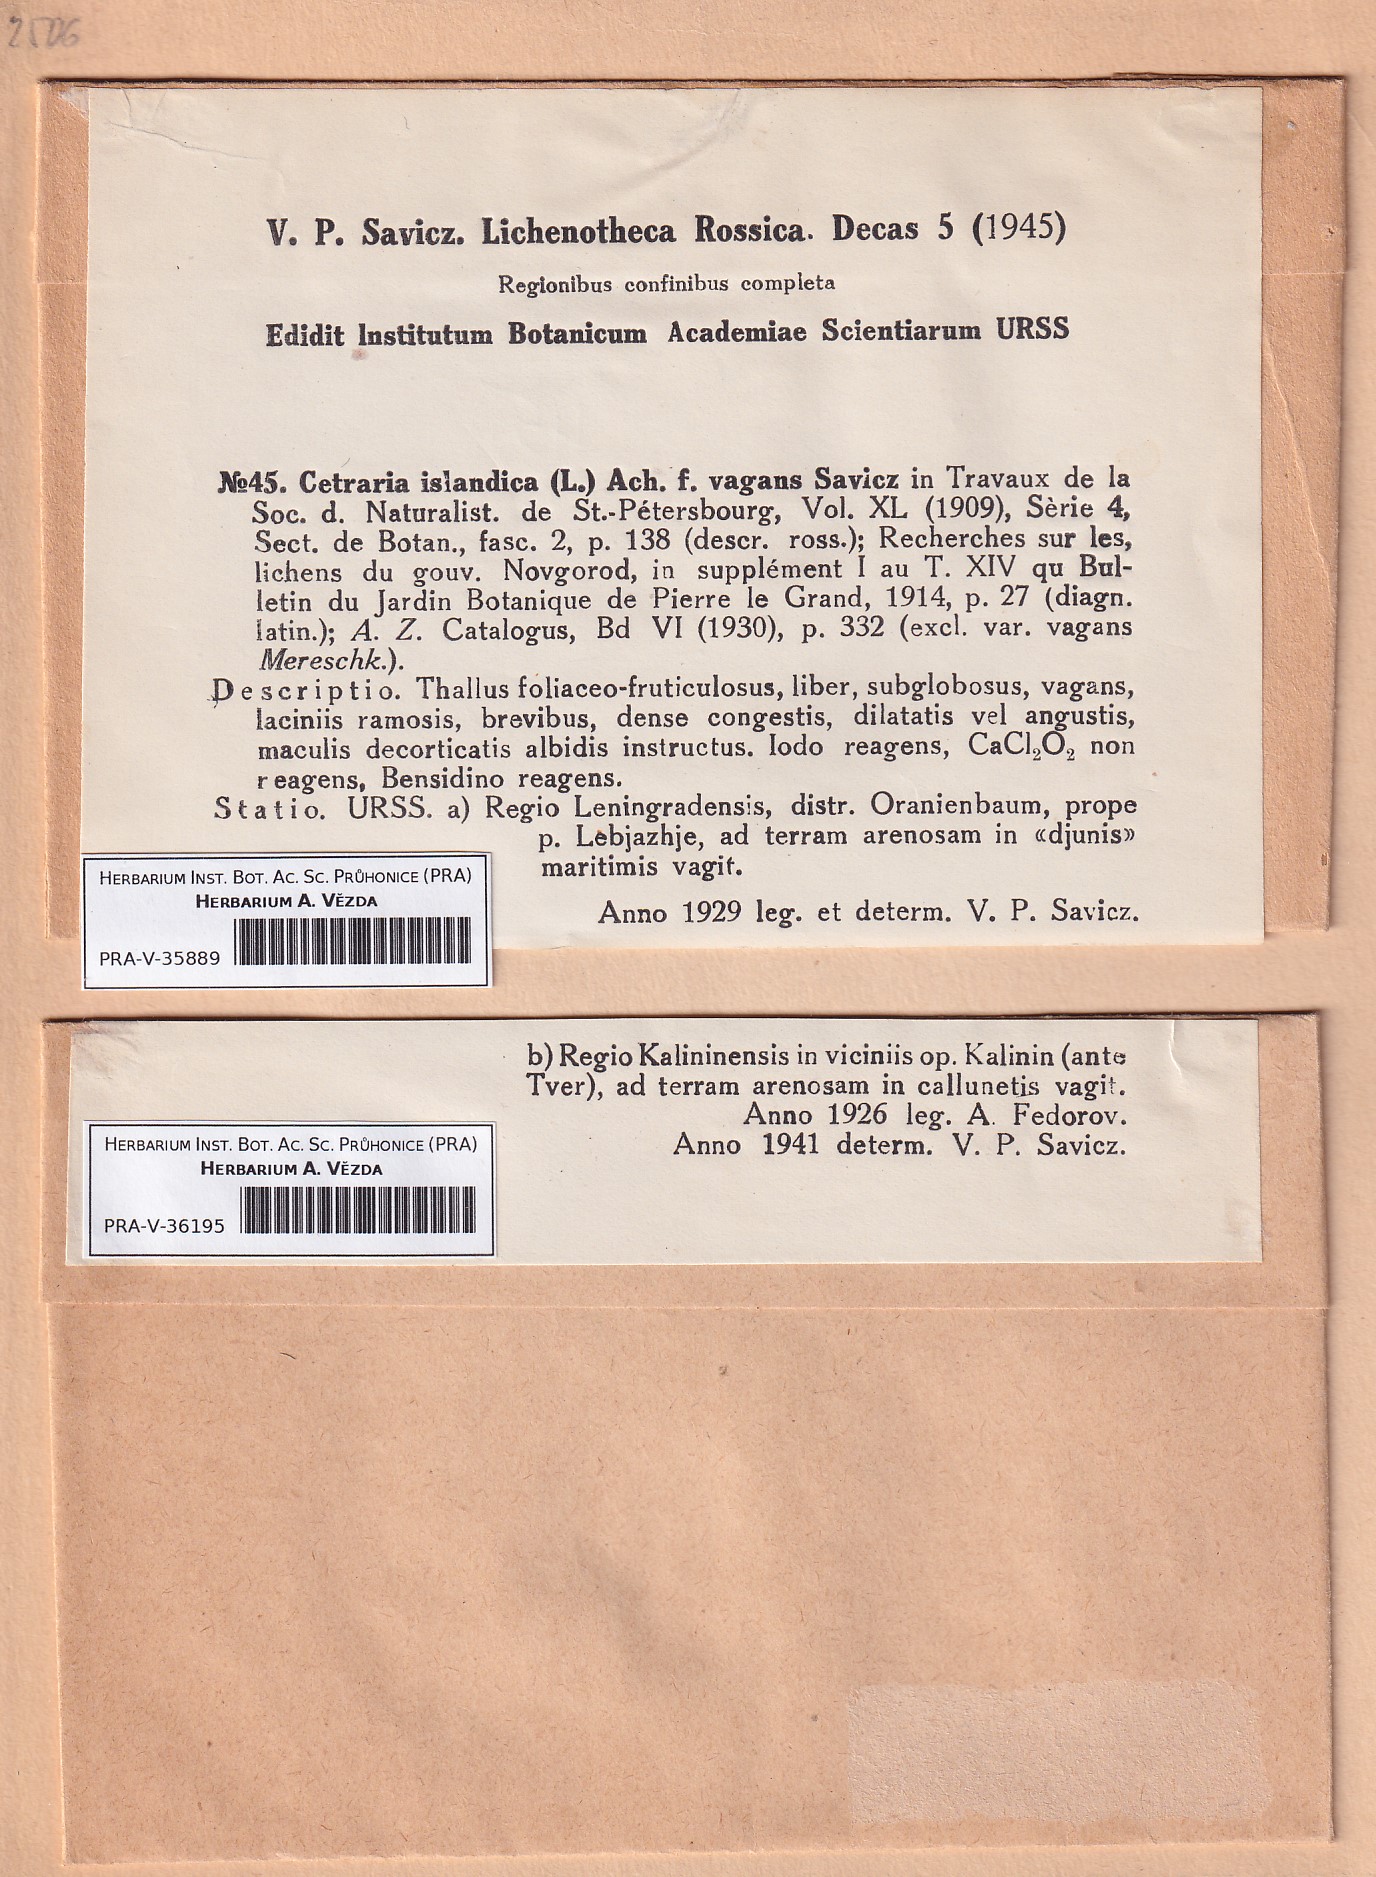 2506
V. P. Savicz. Lichenotheca Rossica. Decas 5 (1945)
Regionibus confinibus completa
Edidit Institutum Botanicum Academiae Scientiarum URSS
№45. Cetraria islandica (L.) Ach. f. vagans Savicz in Travaux de la
Soc. d. Naturalist. de St.-Pétersbourg, Vol. XL (1909), Sèrie 4,
Sect. de Botan., fasc. 2, p. 138 (descr. ross.); Recherches sur les,
lichens du gouv. Novgorod, in supplément I au T. XIV qu Bul-
letin du Jardin Botanique de Pierre le Grand, 1914, p. 27 (diagn.
latin.); A. Z. Catalogus, Bd VI (1930), p. 332 (excl. var. vagans
Mereschk.).
Descriptio. Thallus foliaceo-fruticulosus, liber, subglobosus, vagans,
laciniis ramosis, brevibus, dense congestis, dilatatis vel angustis,
maculis decorticatis albidis instructus. Iodo reagens, CaCl₂O₂ non
reagens, Bensidino reagens.
Statio. URSS. a) Regio Leningradensis, distr. Oranienbaum, prope
p. Lebjazhje, ad terram arenosam in «djunis»
maritimis vagit.
Anno 1929 leg. et determ. V. P. Savicz.
HERBARIUM INST. BOT. AC. SC. PRŮHONICE (PRA)
HERBARIUM A. VĚZDA
PRA-V-35889
b) Regio Kalininensis in viciniis op. Kalinin (ante
Tver), ad terram arenosam in callunetis vagit.
Anno 1926 leg. A. Fedorov.
Anno 1941 determ. V. P. Savicz.
HERBARIUM INST. BOT. AC. SC. PRŮHONICE (PRA)
HERBARIUM A. VĚZDA
PRA-V-36195